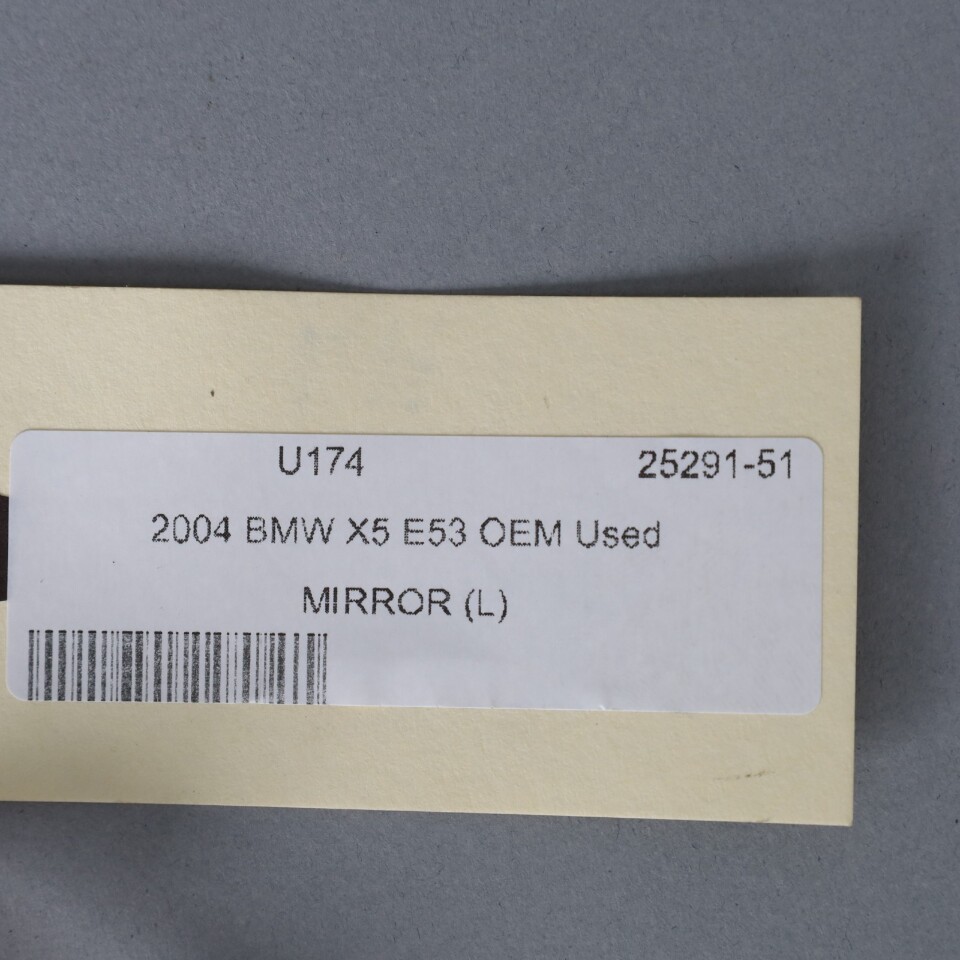 U174 25291-51
2004 BMW X5 E53 OEM Used
MIRROR (L)